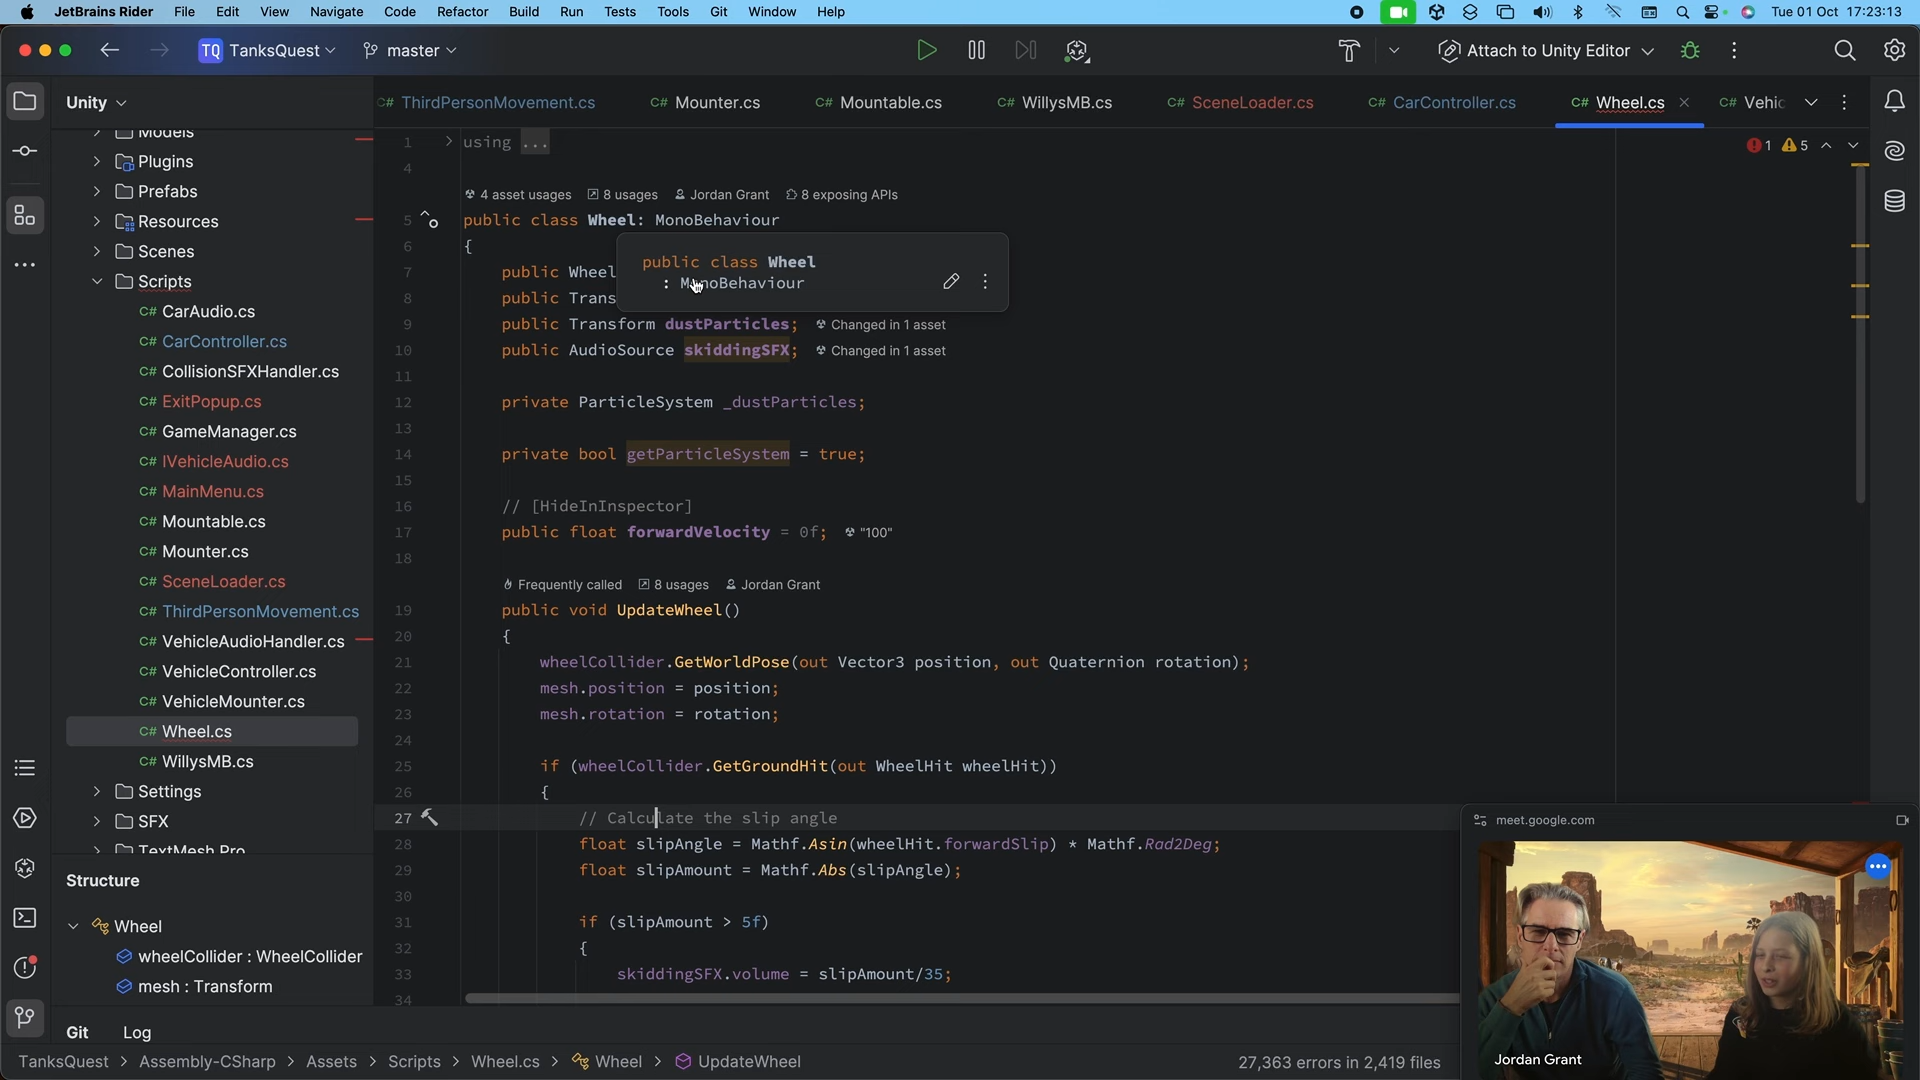 JetBrains Rider File Edit View Navigate Code Refactor Build Run Tests Tools Git Window Help Tue 01 Oct 17:23:13
TQ TanksQuest master Attach to Unity Editor
Unity
C# ThirdPersonMovement.cs C# Mounter.cs C# Mountable.cs C# WillysMB.cs C# SceneLoader.cs C# CarController.cs C# Wheel.cs C# Vehic
Models
Plugins
Prefabs
Resources
Scenes
Scripts
C# CarAudio.cs
C# CarController.cs
C# CollisionSFXHandler.cs
C# ExitPopup.cs
C# GameManager.cs
C# IVehicleAudio.cs
C# MainMenu.cs
C# Mountable.cs
C# Mounter.cs
C# SceneLoader.cs
C# ThirdPersonMovement.cs
C# VehicleAudioHandler.cs
C# VehicleController.cs
C# VehicleMounter.cs
C# Wheel.cs
C# WillysMB.cs
Settings
SFX
TextMesh Pro
Structure
Wheel
wheelCollider : WheelCollider
mesh : Transform
1 using ...
1 5
4
4 asset usages 8 usages Jordan Grant 8 exposing APIs
5 public class Wheel: MonoBehaviour
6 {
public class Wheel
: MonoBehaviour
7 public Wheel
8 public Trans
9 public Transform dustParticles; Changed in 1 asset
10 public AudioSource skiddingSFX; Changed in 1 asset
11
12 private ParticleSystem _dustParticles;
13
14 private bool getParticleSystem = true;
15
16 // [HideInInspector]
17 public float forwardVelocity = 0f; "100"
18
Frequently called 8 usages Jordan Grant
19 public void UpdateWheel()
20 {
21 wheelCollider.GetWorldPose(out Vector3 position, out Quaternion rotation);
22 mesh.position = position;
23 mesh.rotation = rotation;
24
25 if (wheelCollider.GetGroundHit(out WheelHit wheelHit))
26 {
27 // Calculate the slip angle
28 float slipAngle = Mathf.Asin(wheelHit.forwardSlip) * Mathf.Rad2Deg;
29 float slipAmount = Mathf.Abs(slipAngle);
30
31 if (slipAmount > 5f)
32 {
33 skiddingSFX.volume = slipAmount/35;
34
meet.google.com
Jordan Grant
Git Log
TanksQuest > Assembly-CSharp > Assets > Scripts > Wheel.cs > Wheel > UpdateWheel
27,363 errors in 2,419 files